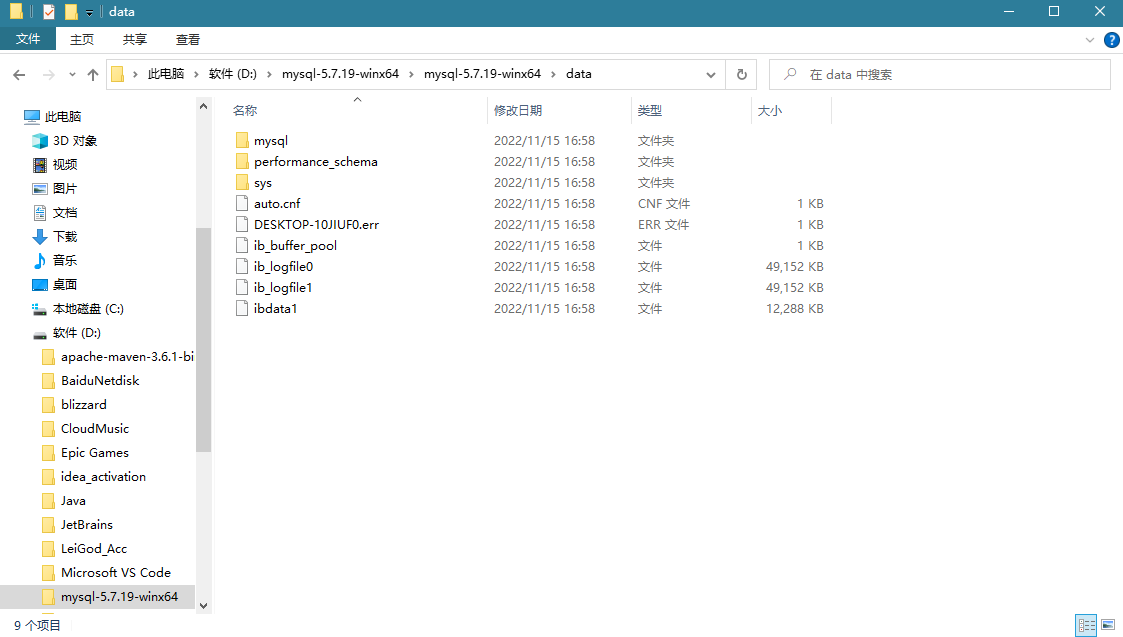 data
文件 主页 共享 查看
此电脑 软件 (D:) mysql-5.7.19-winx64 mysql-5.7.19-winx64 data
在 data 中搜索
此电脑
3D 对象
视频
图片
文档
下载
音乐
桌面
本地磁盘 (C:)
软件 (D:)
apache-maven-3.6.1-bi
BaiduNetdisk
blizzard
CloudMusic
Epic Games
idea_activation
Java
JetBrains
LeiGod_Acc
Microsoft VS Code
mysql-5.7.19-winx64
名称 修改日期 类型 大小
mysql 2022/11/15 16:58 文件夹
performance_schema 2022/11/15 16:58 文件夹
sys 2022/11/15 16:58 文件夹
auto.cnf 2022/11/15 16:58 CNF 文件 1 KB
DESKTOP-10JIUF0.err 2022/11/15 16:58 ERR 文件 1 KB
ib_buffer_pool 2022/11/15 16:58 文件 1 KB
ib_logfile0 2022/11/15 16:58 文件 49,152 KB
ib_logfile1 2022/11/15 16:58 文件 49,152 KB
ibdata1 2022/11/15 16:58 文件 12,288 KB
9 个项目